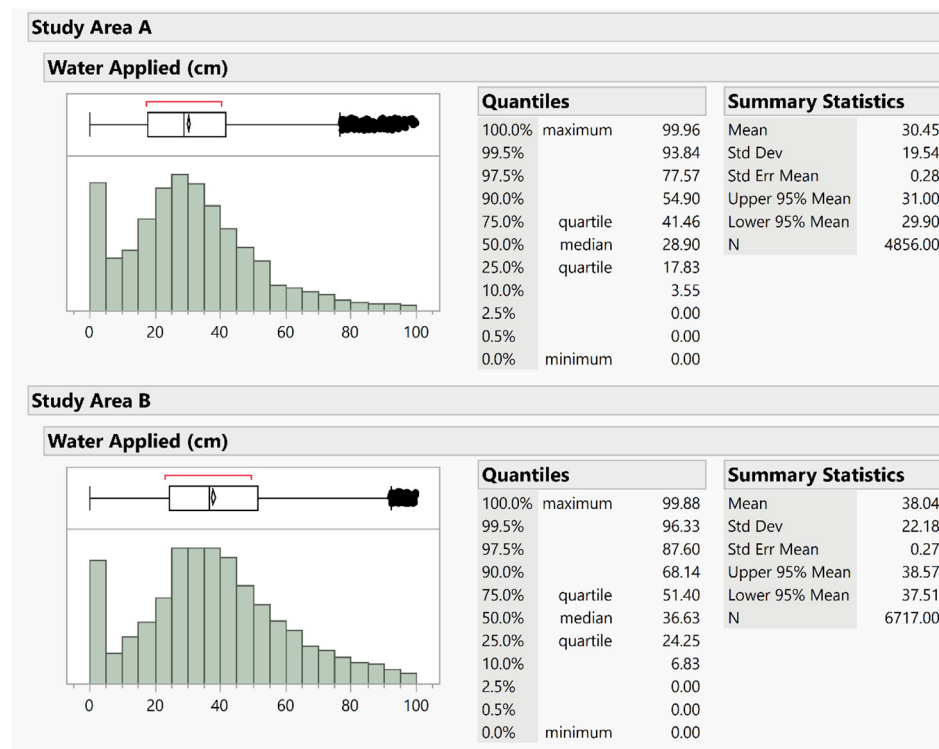 Study Area A
Water Applied (cm)
Quantiles
100.0% maximum 99.96
99.5% 93.84
97.5% 77.57
90.0% 54.90
75.0% quartile 41.46
50.0% median 28.90
25.0% quartile 17.83
10.0% 3.55
2.5% 0.00
0.5% 0.00
0.0% minimum 0.00
Summary Statistics
Mean 30.45
Std Dev 19.54
Std Err Mean 0.28
Upper 95% Mean 31.00
Lower 95% Mean 29.90
N 4856.00
0 20 40 60 80 100
Study Area B
Water Applied (cm)
Quantiles
100.0% maximum 99.88
99.5% 96.33
97.5% 87.60
90.0% 68.14
75.0% quartile 51.40
50.0% median 36.63
25.0% quartile 24.25
10.0% 6.83
2.5% 0.00
0.5% 0.00
0.0% minimum 0.00
Summary Statistics
Mean 38.04
Std Dev 22.18
Std Err Mean 0.27
Upper 95% Mean 38.57
Lower 95% Mean 37.51
N 6717.00
0 20 40 60 80 100